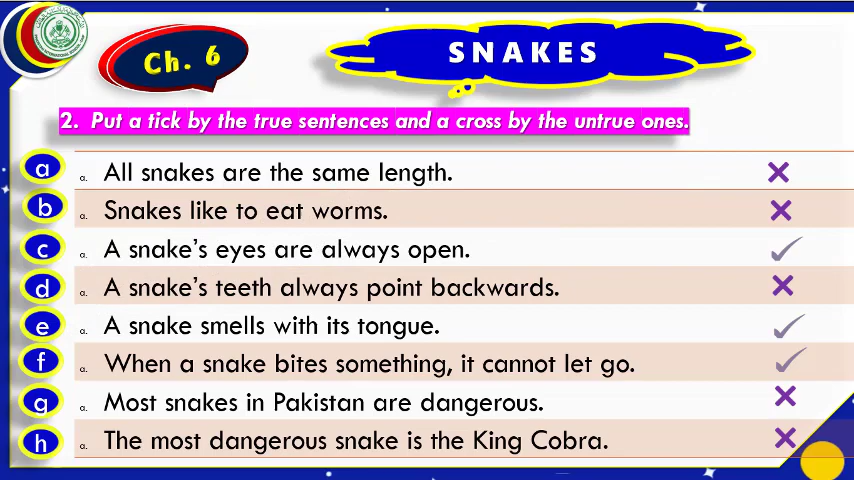 Ch. 6
SNAKES
2. Put a tick by the true sentences and a cross by the untrue ones.
a a. All snakes are the same length. ✕
b a. Snakes like to eat worms. ✕
c a. A snake’s eyes are always open. ✓
d a. A snake’s teeth always point backwards. ✕
e a. A snake smells with its tongue. ✓
f a. When a snake bites something, it cannot let go. ✓
g a. Most snakes in Pakistan are dangerous. ✕
h a. The most dangerous snake is the King Cobra. ✕